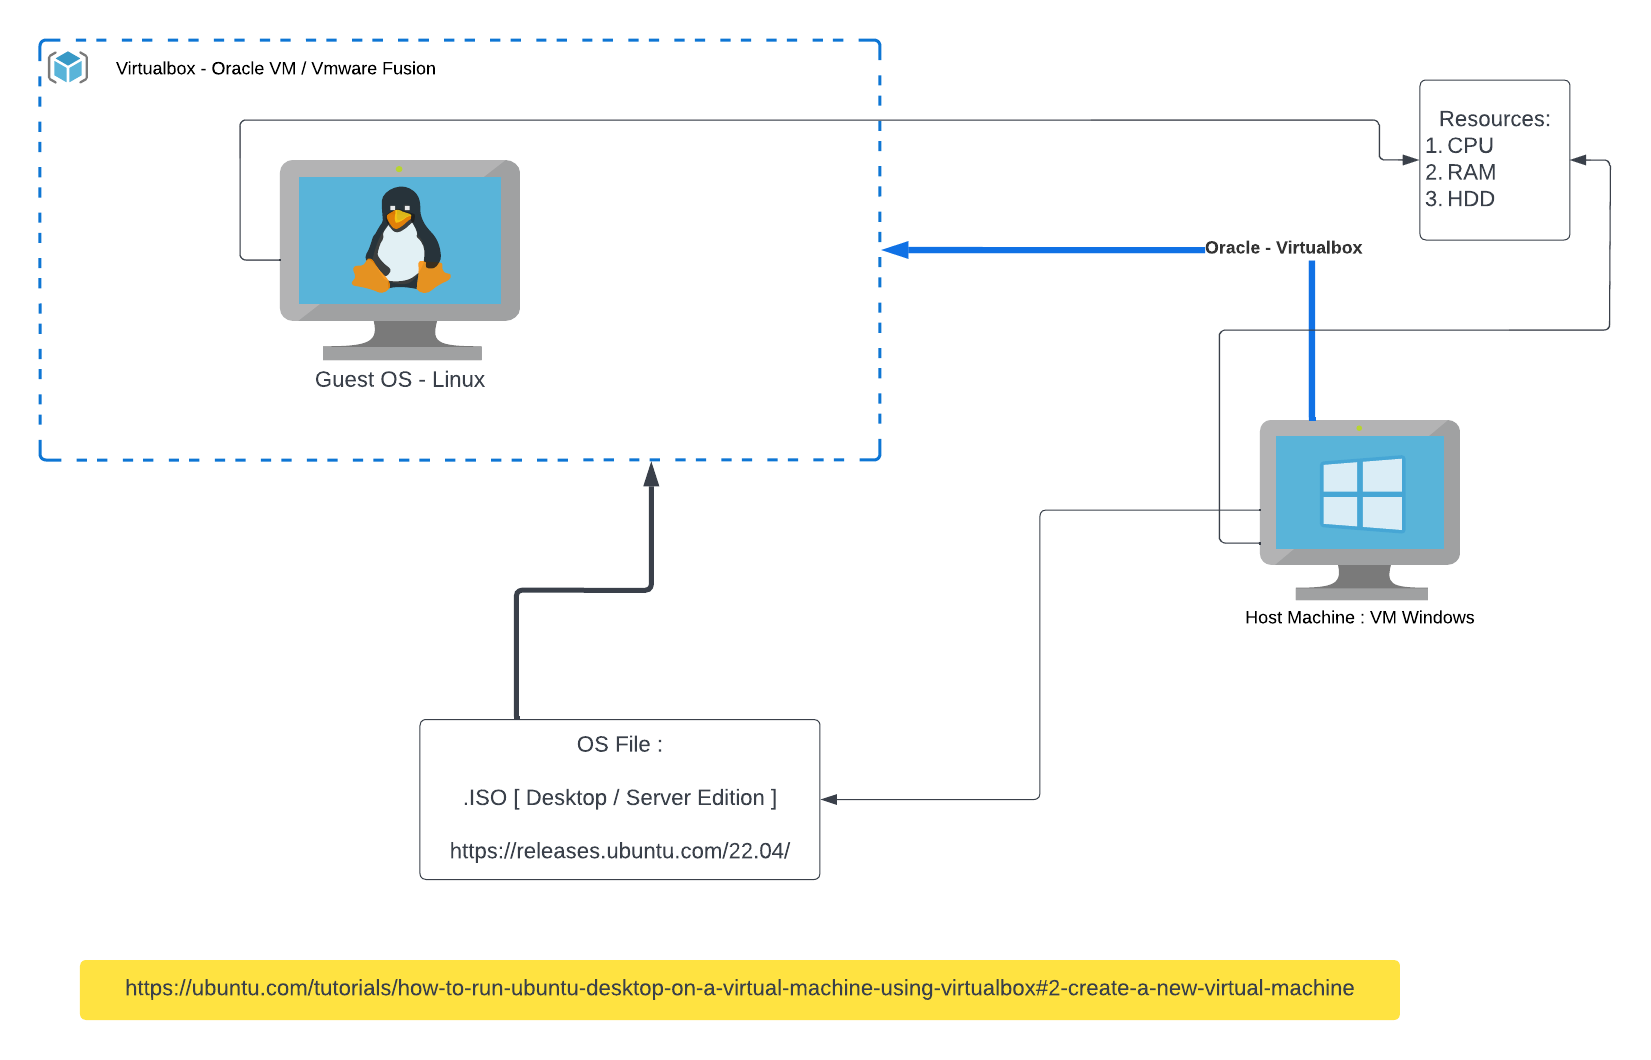 Virtualbox - Oracle VM / Vmware Fusion
Resources:
1. CPU
2. RAM
3. HDD
Oracle - Virtualbox
Guest OS - Linux
Host Machine : VM Windows
OS File :
.ISO [ Desktop / Server Edition ]
https://releases.ubuntu.com/22.04/
https://ubuntu.com/tutorials/how-to-run-ubuntu-desktop-on-a-virtual-machine-using-virtualbox#2-create-a-new-virtual-machine